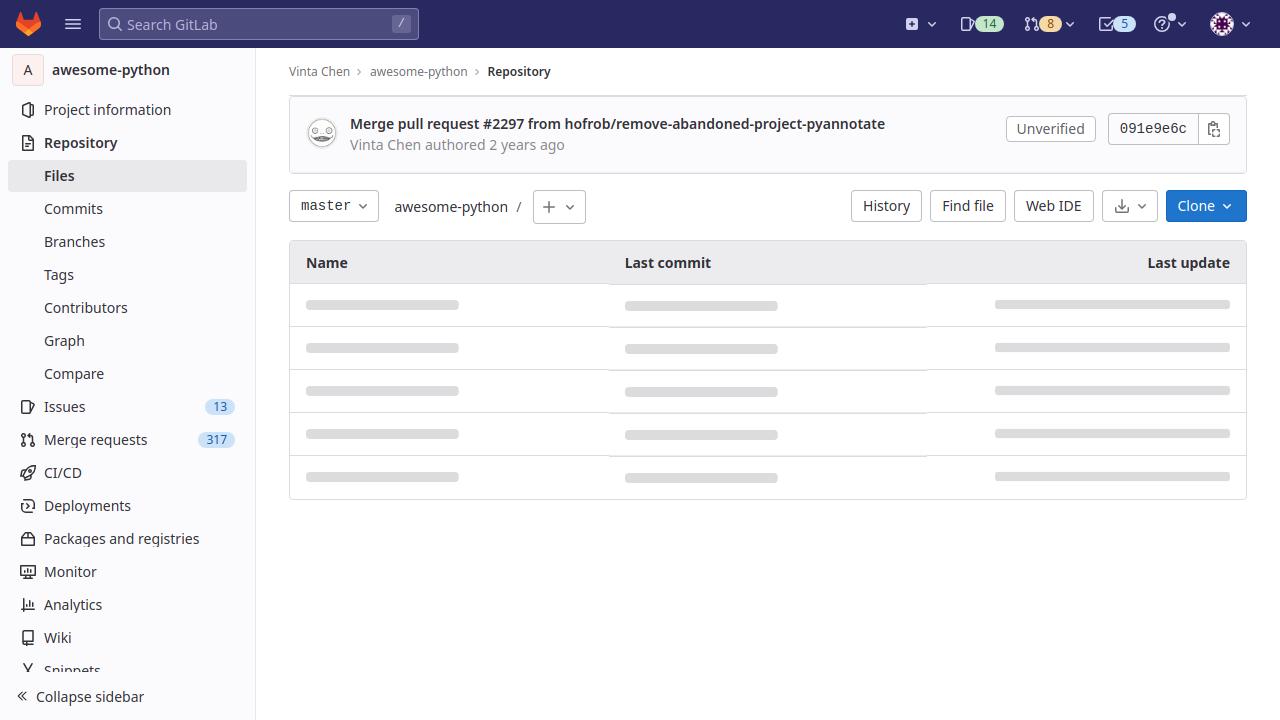 Search GitLab
/
14
8
5
A
awesome-python
Project information
Repository
Files
Commits
Branches
Tags
Contributors
Graph
Compare
Issues
13
Merge requests
317
CI/CD
Deployments
Packages and registries
Monitor
Analytics
Wiki
Snippets
Collapse sidebar
Vinta Chen
awesome-python
Repository
Merge pull request #2297 from hofrob/remove-abandoned-project-pyannotate
Vinta Chen authored 2 years ago
Unverified
091e9e6c
master
awesome-python /
History
Find file
Web IDE
Clone
Name
Last commit
Last update